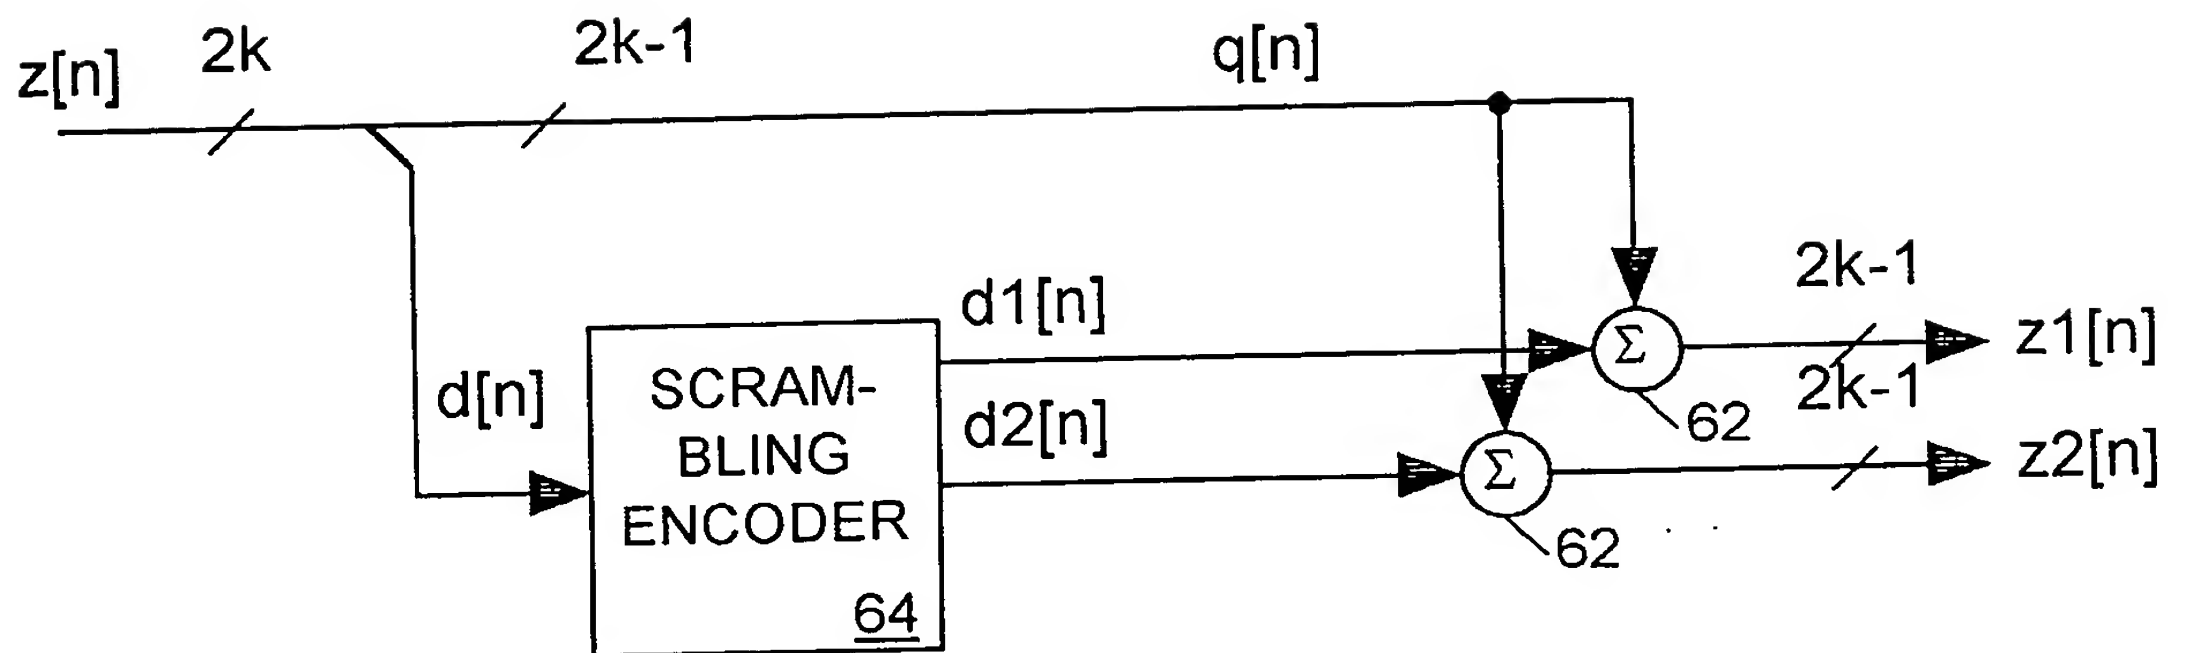 z[n]
2k
2k-1
q[n]
d[n]
SCRAM-
BLING
ENCODER
64
d1[n]
d2[n]
Σ
62
Σ
62
2k-1
z1[n]
2k-1
z2[n]